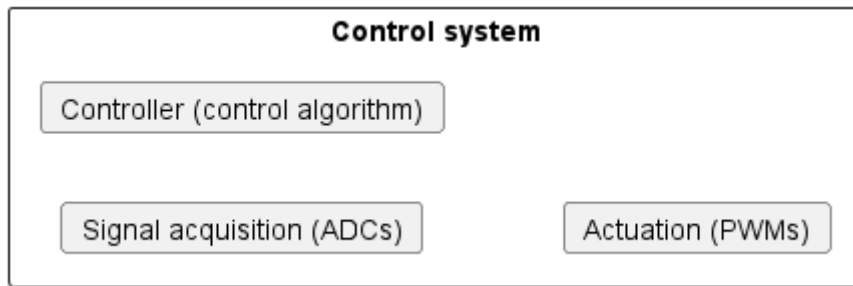 Control system
Controller (control algorithm)
Signal acquisition (ADCs)
Actuation (PWMs)